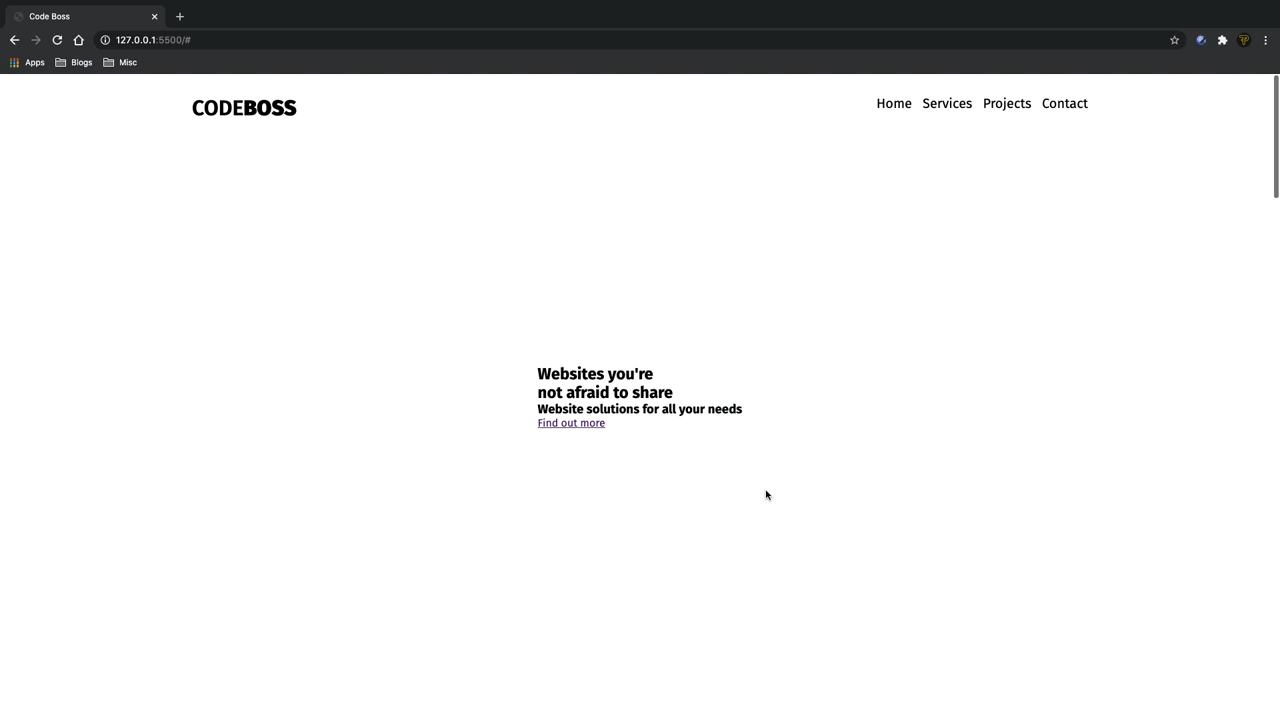 Code Boss
127.0.0.1:5500/#
Apps Blogs Misc
CODEBOSS
Home Services Projects Contact
Websites you're
not afraid to share
Website solutions for all your needs
Find out more